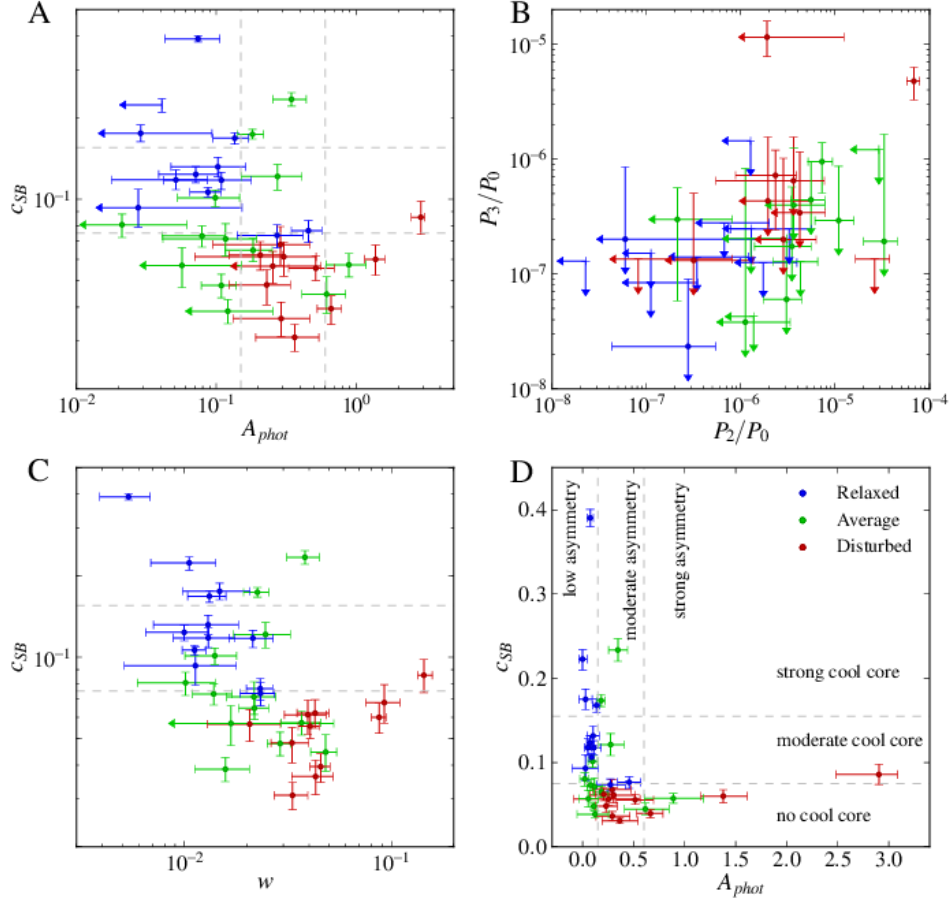 A
c_SB
10^-1
10^-2
10^-1
10^0
A_phot
B
P_3/P_0
10^-5
10^-6
10^-7
10^-8
10^-8
10^-7
10^-6
10^-5
10^-4
P_2/P_0
C
c_SB
10^-1
10^-2
10^-1
w
D
c_SB
0.4
0.3
0.2
0.1
0.0
low asymmetry
moderate asymmetry
strong asymmetry
Relaxed
Average
Disturbed
strong cool core
moderate cool core
no cool core
0.0
0.5
1.0
1.5
2.0
2.5
3.0
A_phot